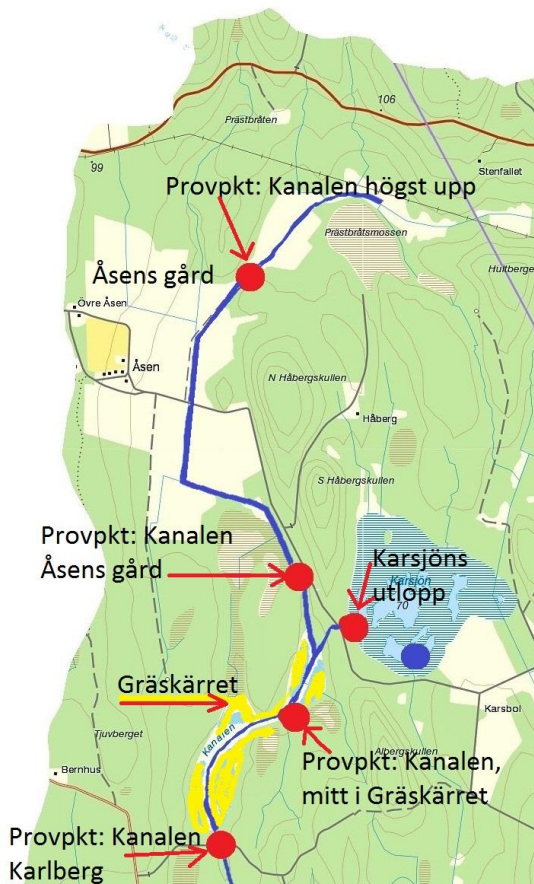 Prästbråten
106
99
Stenfallet
Provpkt: Kanalen högst upp
Prästbråtsmossen
Hultberge
Åsens gård
Övre Åsen
Åsen
N Håbergskullen
Håberg
S Håbergskullen
Provpkt: Kanalen
Åsens gård
Karsjöns
utlopp
Karsjön
70
Gräskärret
Kanalen
Karsbol
Tjuvberget
Albergskullen
Bernhus
Provpkt: Kanalen,
mitt i Gräskärret
Provpkt: Kanalen
Karlberg